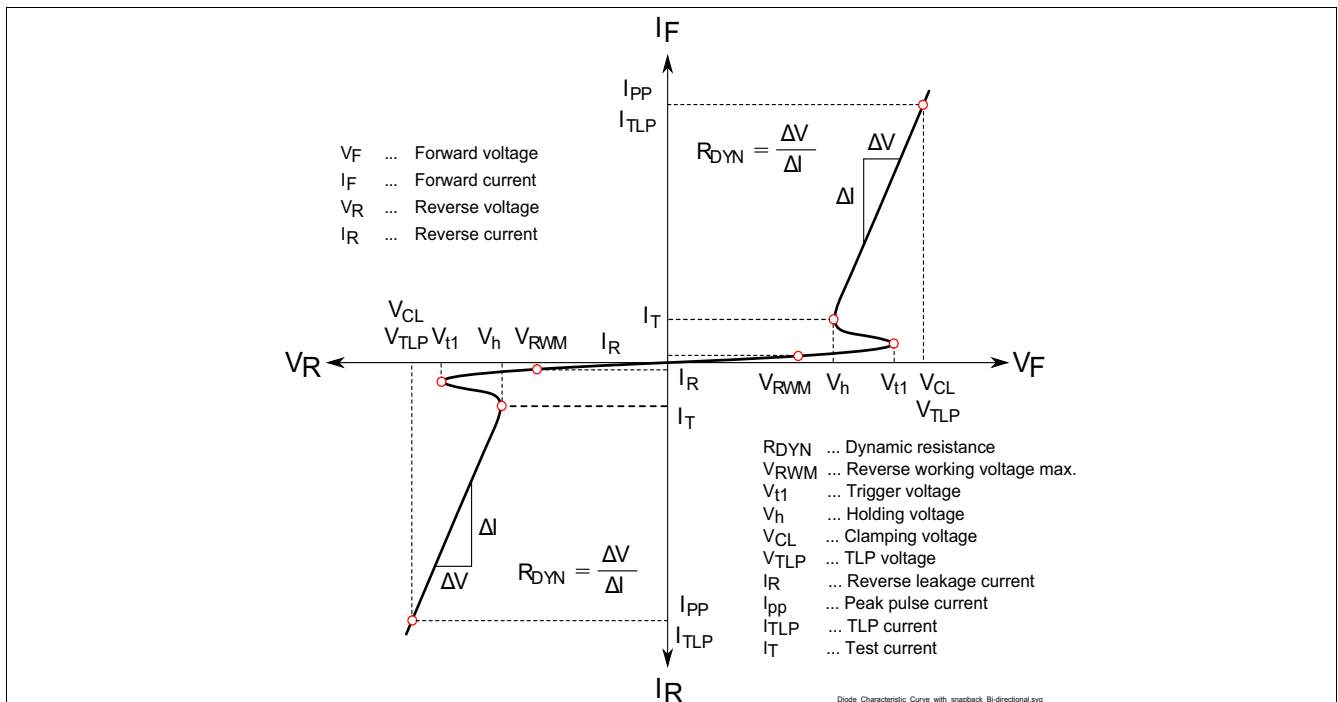 IF
IPP
ITLP
RDYN = ΔV / ΔI
ΔV
ΔI
VF ... Forward voltage
IF ... Forward current
VR ... Reverse voltage
IR ... Reverse current
VCL
VTLP Vt1 Vh VRWM IR IT
VR VF
IR VRWM Vh Vt1 VCL
VTLP
IT
RDYN ... Dynamic resistance
VRWM ... Reverse working voltage max.
Vt1 ... Trigger voltage
Vh ... Holding voltage
VCL ... Clamping voltage
VTLP ... TLP voltage
IR ... Reverse leakage current
Ipp ... Peak pulse current
ITLP ... TLP current
IT ... Test current
ΔI
ΔV
RDYN = ΔV / ΔI
IPP
ITLP
IR
Diode_Characteristic_Curve_with_snapback_Bi-directional.svg